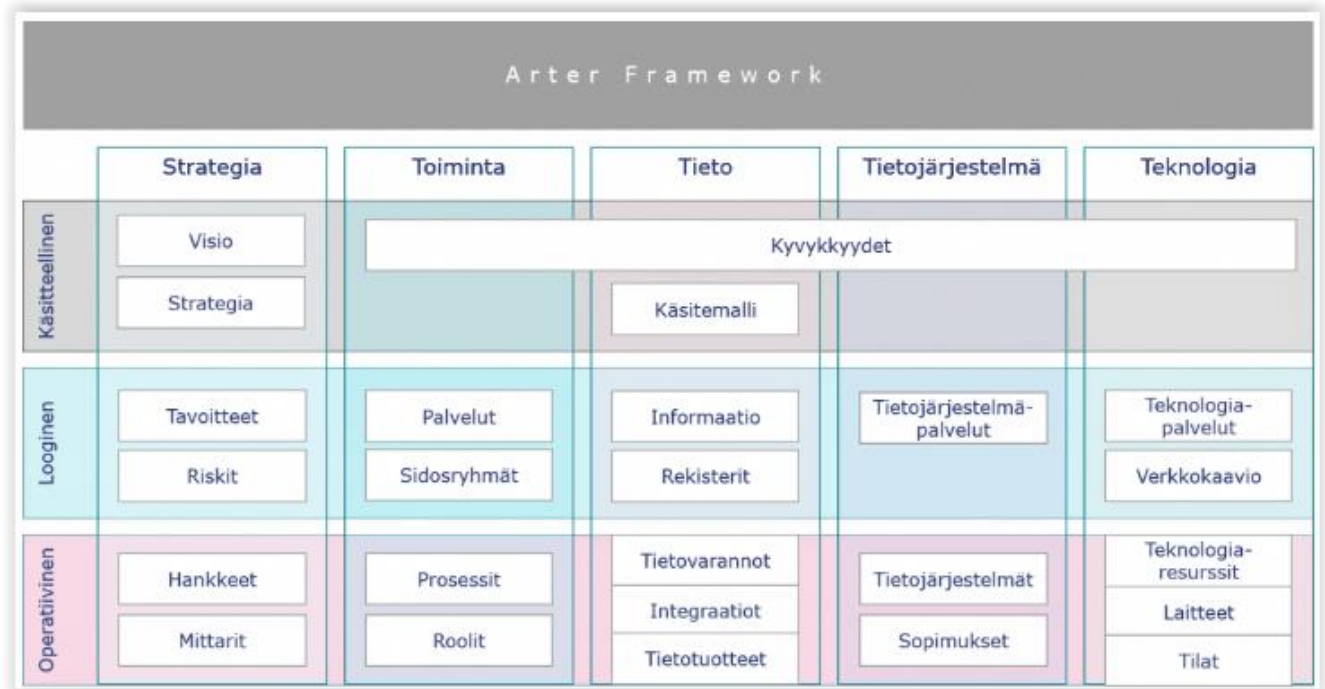 Arter Framework
Strategia
Toiminta
Tieto
Tietojärjestelmä
Teknologia
Käsitteellinen
Visio
Kyvykkyydet
Strategia
Käsitemalli
Looginen
Tavoitteet
Palvelut
Informaatio
Tietojärjestelmä-
palvelut
Teknologia-
palvelut
Riskit
Sidosryhmät
Rekisterit
Verkkokaavio
Operatiivinen
Hankkeet
Prosessit
Tietovarannot
Tietojärjestelmät
Teknologia-
resurssit
Integraatiot
Laitteet
Mittarit
Roolit
Tietotuotteet
Sopimukset
Tilat